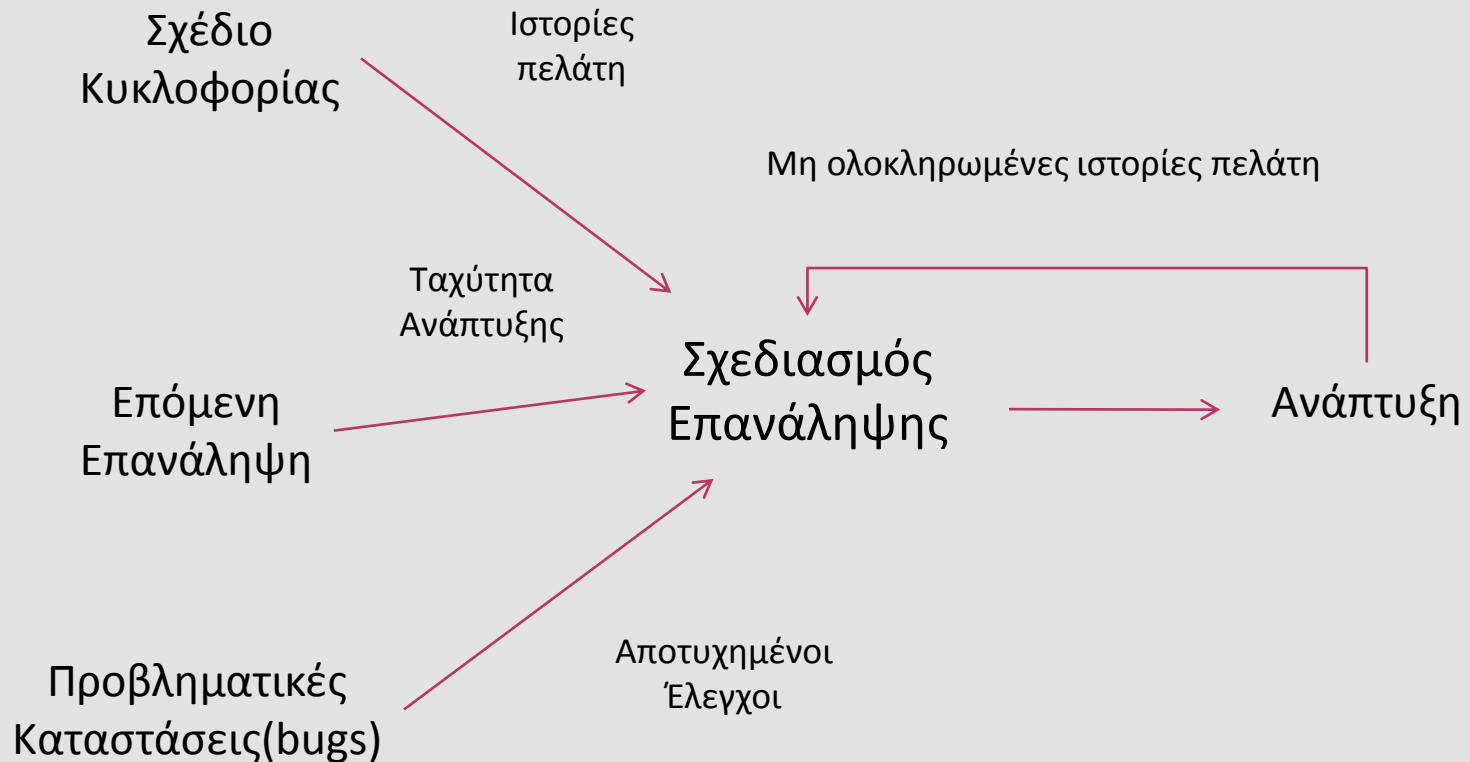 Σχέδιο
Κυκλοφορίας
Ιστορίες
πελάτη
Μη ολοκληρωμένες ιστορίες πελάτη
Ταχύτητα
Ανάπτυξης
Σχεδιασμός
Επανάληψης
Επόμενη
Επανάληψη
Ανάπτυξη
Αποτυχημένοι
Έλεγχοι
Προβληματικές
Καταστάσεις(bugs)